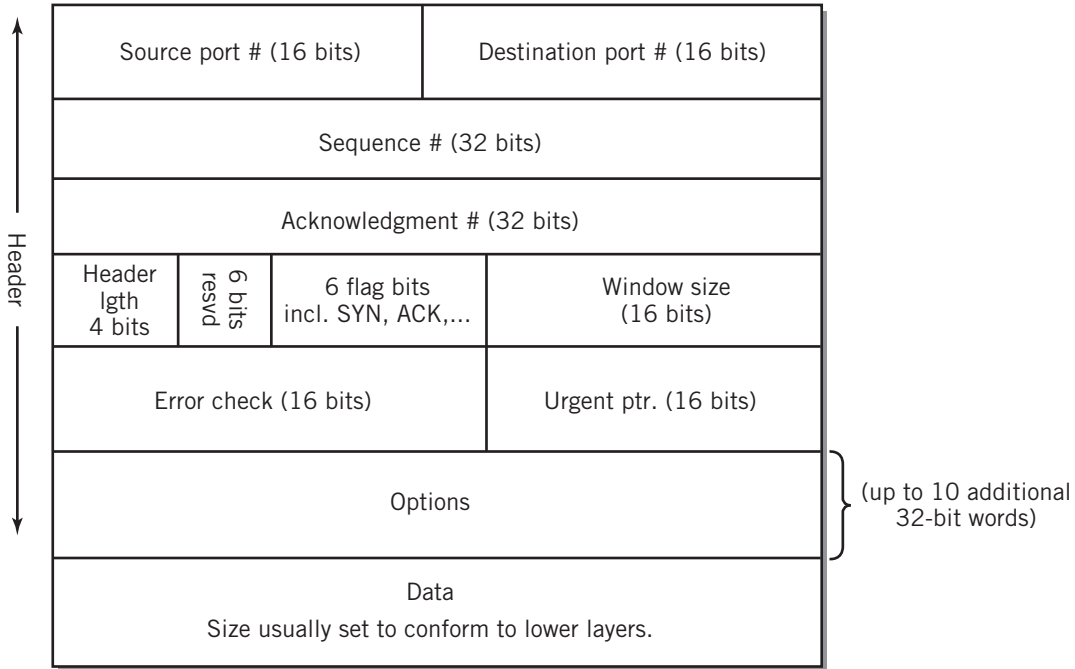 Source port # (16 bits)
Destination port # (16 bits)
Sequence # (32 bits)
Acknowledgment # (32 bits)
Header
Header
lgth
4 bits
6 bits
resvd
6 flag bits
incl. SYN, ACK,...
Window size
(16 bits)
Error check (16 bits)
Urgent ptr. (16 bits)
Options
(up to 10 additional
32-bit words)
Data
Size usually set to conform to lower layers.